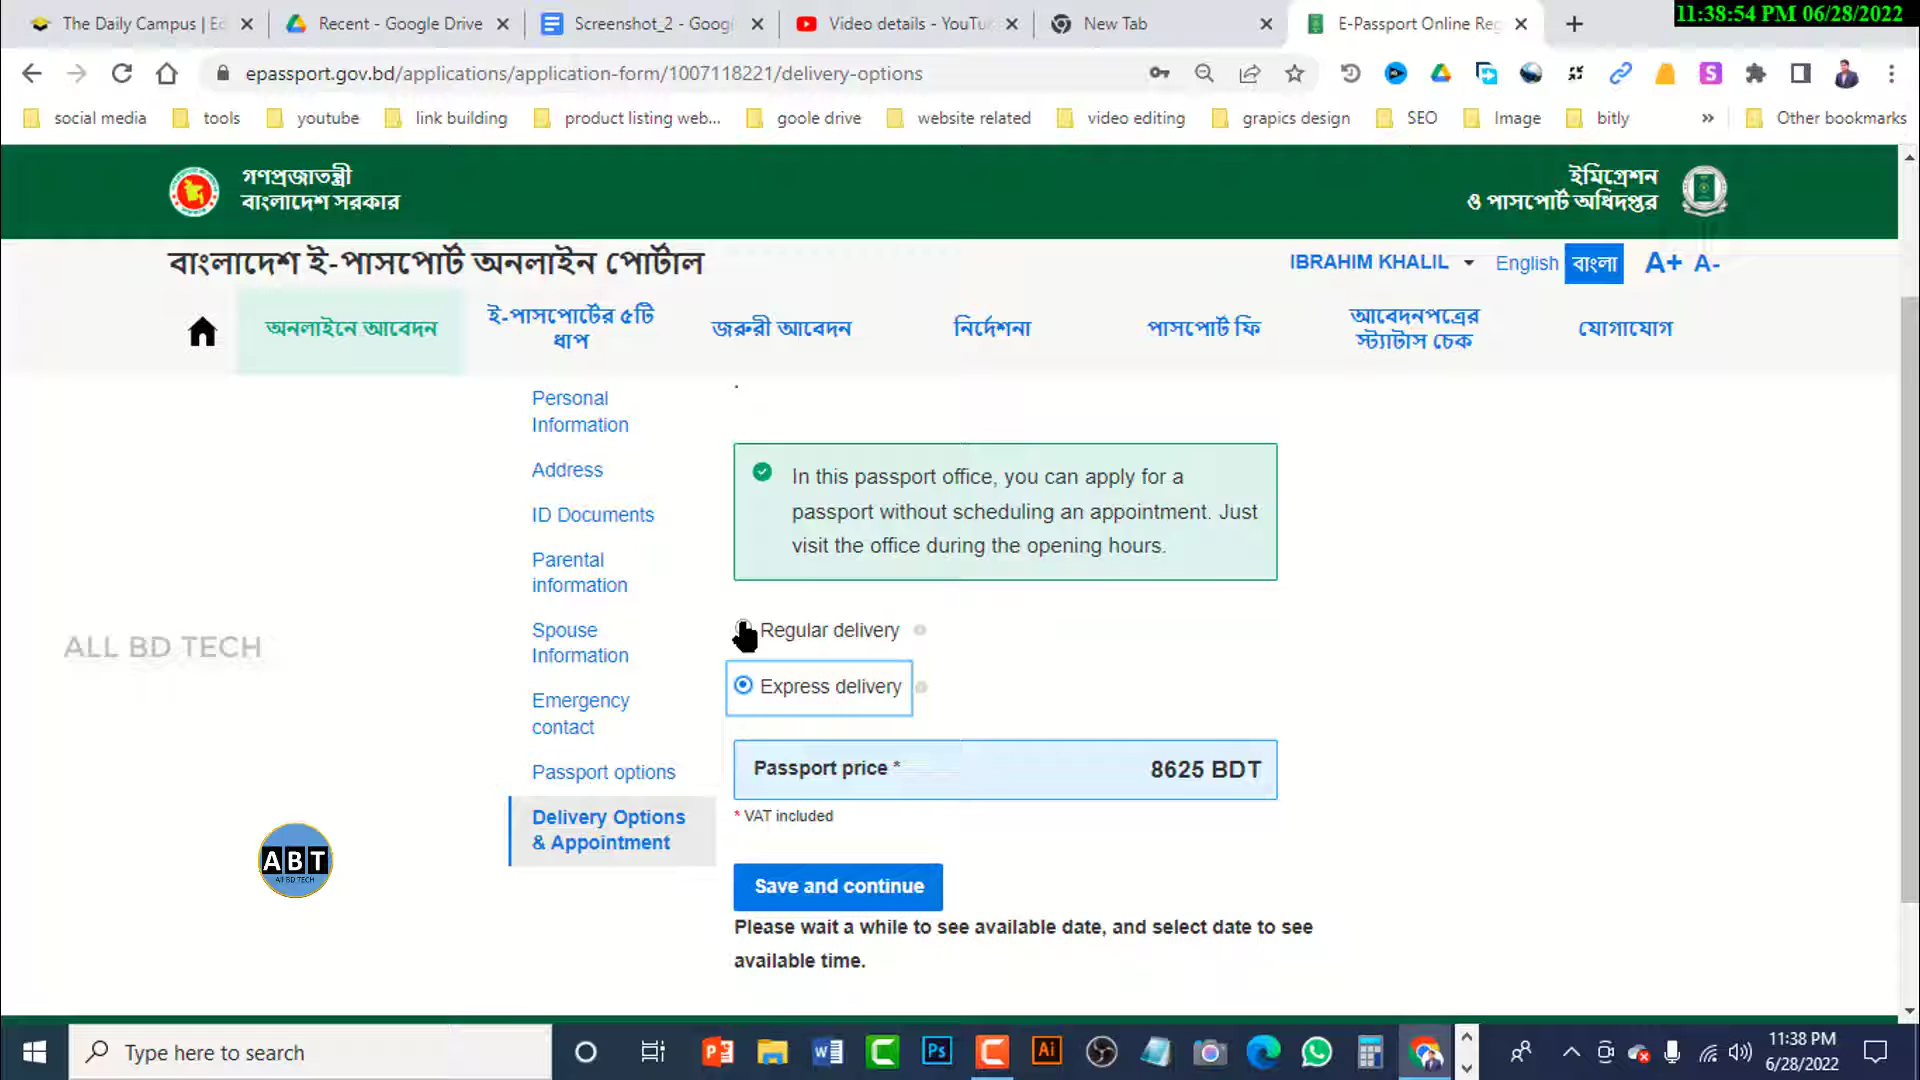 11:38:54 PM 06/28/2022
The Daily Campus | Ed
Recent - Google Drive
Screenshot_2 - Googl
Video details - YouTu
New Tab
E-Passport Online Reg
epassport.gov.bd/applications/application-form/1007118221/delivery-options
social media
tools
youtube
link building
product listing web...
goole drive
website related
video editing
grapics design
SEO
Image
bitly
»
Other bookmarks
গণপ্রজাতন্ত্রী
বাংলাদেশ সরকার
ইমিগ্রেশন
ও পাসপোর্ট অধিদপ্তর
বাংলাদেশ ই-পাসপোর্ট অনলাইন পোর্টাল
IBRAHIM KHALIL
English
বাংলা
A+ A-
অনলাইনে আবেদন
ই-পাসপোর্টের ৫টি
ধাপ
জরুরী আবেদন
নির্দেশনা
পাসপোর্ট ফি
আবেদনপত্রের
স্ট্যাটাস চেক
যোগাযোগ
Personal
Information
Address
ID Documents
Parental
information
Spouse
Information
Emergency
contact
Passport options
Delivery Options
& Appointment
.
In this passport office, you can apply for a
passport without scheduling an appointment. Just
visit the office during the opening hours.
Regular delivery
Express delivery
Passport price * 8625 BDT
* VAT included
Save and continue
Please wait a while to see available date, and select date to see
available time.
ALL BD TECH
ABT
All BD TECH
Type here to search
11:38 PM
6/28/2022